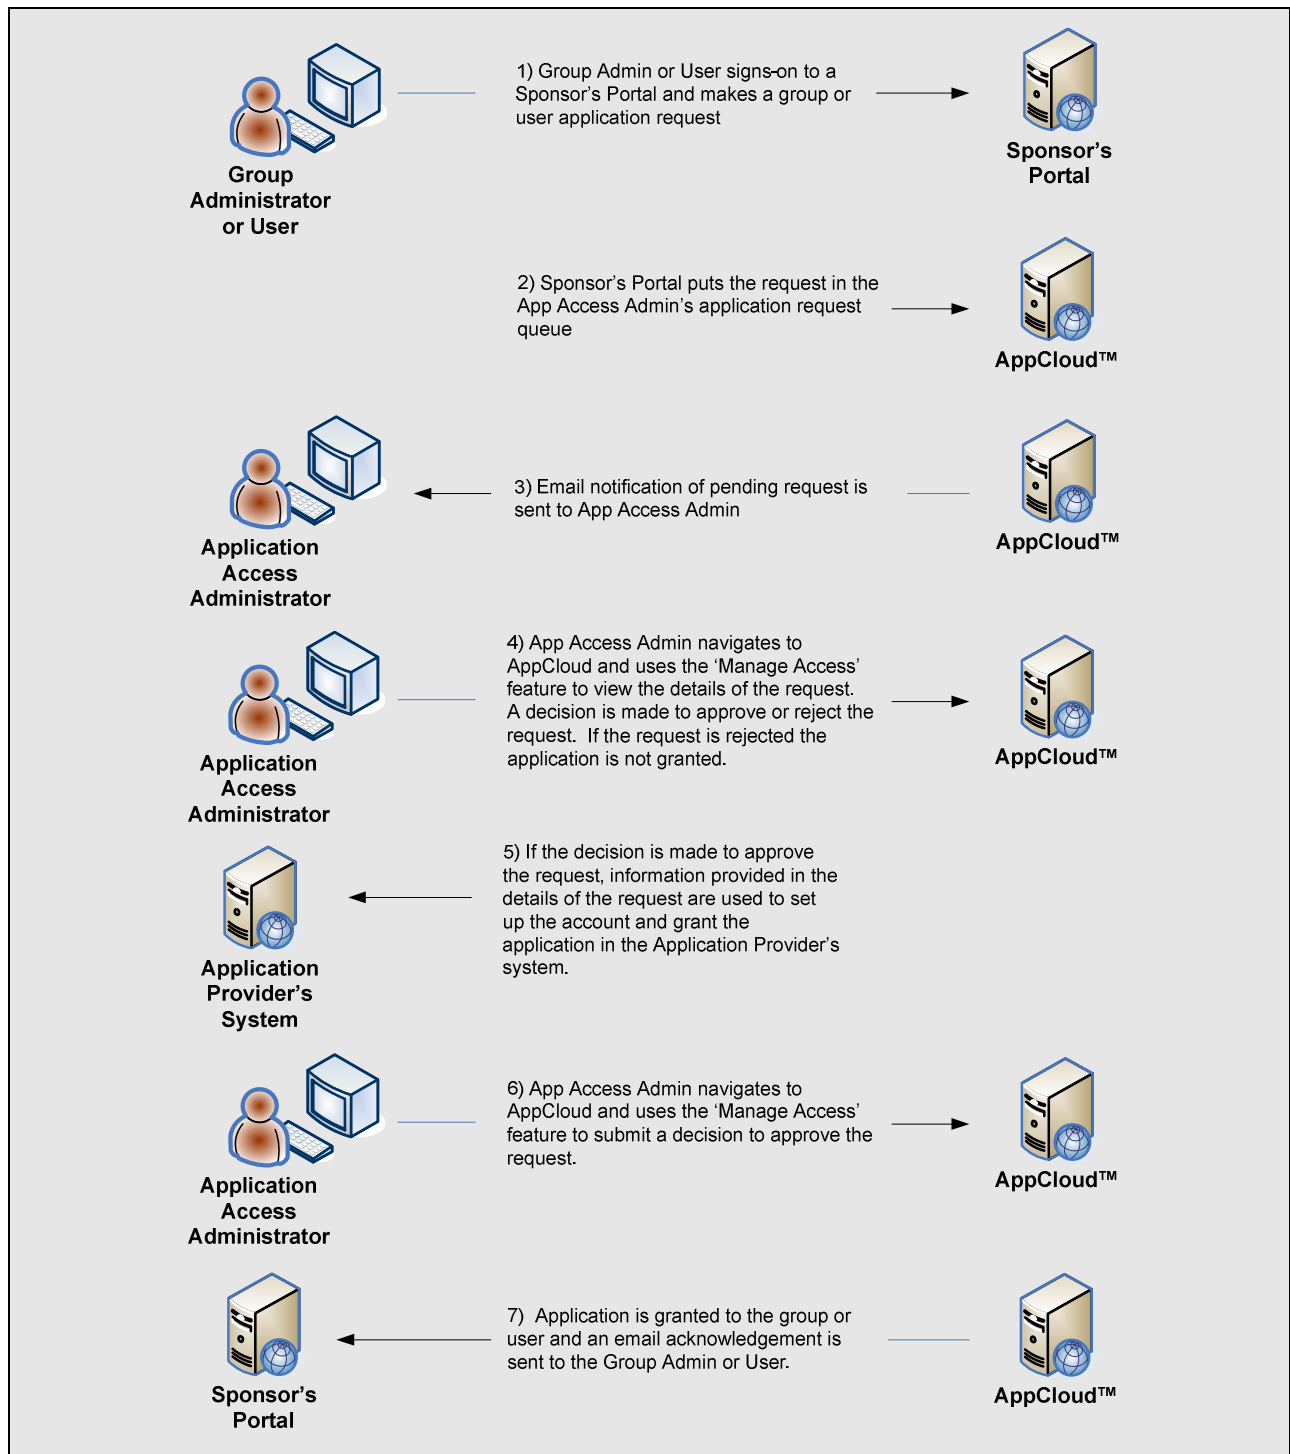 1) Group Admin or User signs-on to a
Sponsor's Portal and makes a group or
user application request
Group
Administrator
or User
Sponsor's
Portal
2) Sponsor's Portal puts the request in the
App Access Admin's application request
queue
AppCloud™
3) Email notification of pending request is
sent to App Access Admin
Application
Access
Administrator
AppCloud™
4) App Access Admin navigates to
AppCloud and uses the ‘Manage Access’
feature to view the details of the request.
A decision is made to approve or reject the
request.  If the request is rejected the
application is not granted.
Application
Access
Administrator
AppCloud™
5) If the decision is made to approve
the request, information provided in the
details of the request are used to set
up the account and grant the
application in the Application Provider's
system.
Application
Provider's
System
6) App Access Admin navigates to
AppCloud and uses the ‘Manage Access’
feature to submit a decision to approve the
request.
Application
Access
Administrator
AppCloud™
7)  Application is granted to the group or
user and an email acknowledgement is
sent to the Group Admin or User.
Sponsor's
Portal
AppCloud™